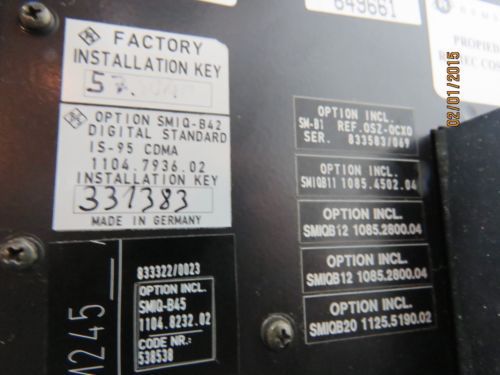 649661
FACTORY
INSTALLATION KEY
OPTION SMIQ-B42
DIGITAL STANDARD
IS-95 CDMA
1104.7936.02
INSTALLATION KEY
331383
MADE IN GERMANY
833322/0023
OPTION INCL.
SMIQ-B45
1104.8232.02
CODE NR.:
538538
M245
OPTION INCL.
SM-B1 REF.OSZ-OCXO
SER. 833583/069
OPTION INCL.
SMIQB11 1085.4502.04
OPTION INCL.
SMIQB12 1085.2800.04
OPTION INCL.
SMIQB12 1085.2800.04
OPTION INCL.
SMIQB20 1125.5190.02
02/01/2015